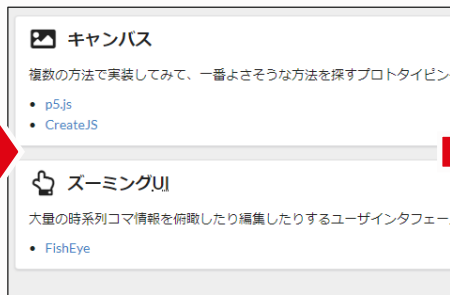 キャンバス
複数の方法で実装してみて、一番よさそうな方法を探すプロトタイピン
p5.js
CreateJS
ズーミングUI
大量の時系列コマ情報を俯瞰したり編集したりするユーザインタフェー
FishEye